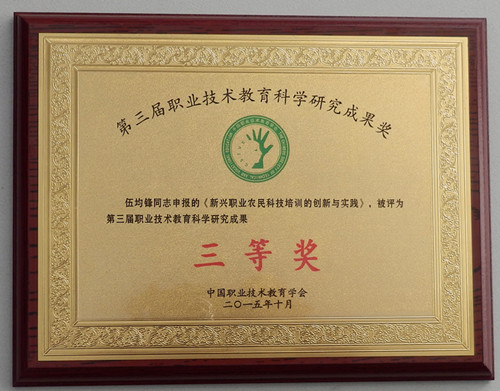 第三届职业技术教育科学研究成果奖
伍均锋同志申报的《新兴职业农民科技培训的创新与实践》，被评为
第三届职业技术教育科学研究成果
三等奖
中国职业技术教育学会
二〇一五年十月